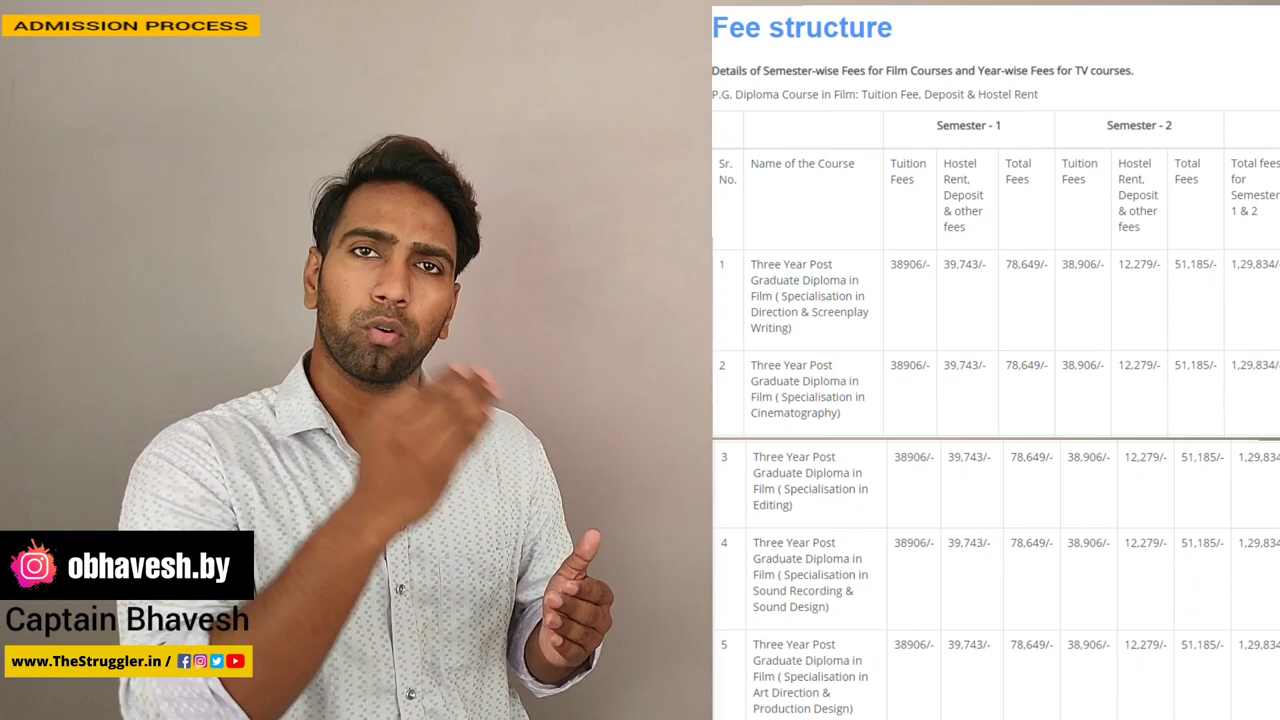 ADMISSION PROCESS
Fee structure
Details of Semester-wise Fees for Film Courses and Year-wise Fees for TV courses.
P.G. Diploma Course in Film: Tuition Fee, Deposit & Hostel Rent
Semester - 1 Semester - 2
Sr. No. Name of the Course Tuition Fees Hostel Rent, Deposit & other fees Total Fees Tuition Fees Hostel Rent, Deposit & other fees Total Fees Total fees for Semester 1 & 2
1 Three Year Post 38906/- 39,743/- 78,649/- 38,906/- 12,279/- 51,185/- 1,29,834/-
Graduate Diploma in
Film ( Specialisation in
Direction & Screenplay
Writing)
2 Three Year Post 38906/- 39,743/- 78,649/- 38,906/- 12,279/- 51,185/- 1,29,834/-
Graduate Diploma in
Film ( Specialisation in
Cinematography)
3 Three Year Post 38906/- 39,743/- 78,649/- 38,906/- 12,279/- 51,185/- 1,29,834
Graduate Diploma in
Film ( Specialisation in
Editing)
4 Three Year Post 38906/- 39,743/- 78,649/- 38,906/- 12,279/- 51,185/- 1,29,834
Graduate Diploma in
Film ( Specialisation in
Sound Recording &
Sound Design)
5 Three Year Post 38906/- 39,743/- 78,649/- 38,906/- 12,279/- 51,185/- 1,29,834
Graduate Diploma in
Film ( Specialisation in
Art Direction &
Production Design)
obhavesh.by
Captain Bhavesh
www.TheStruggler.in /